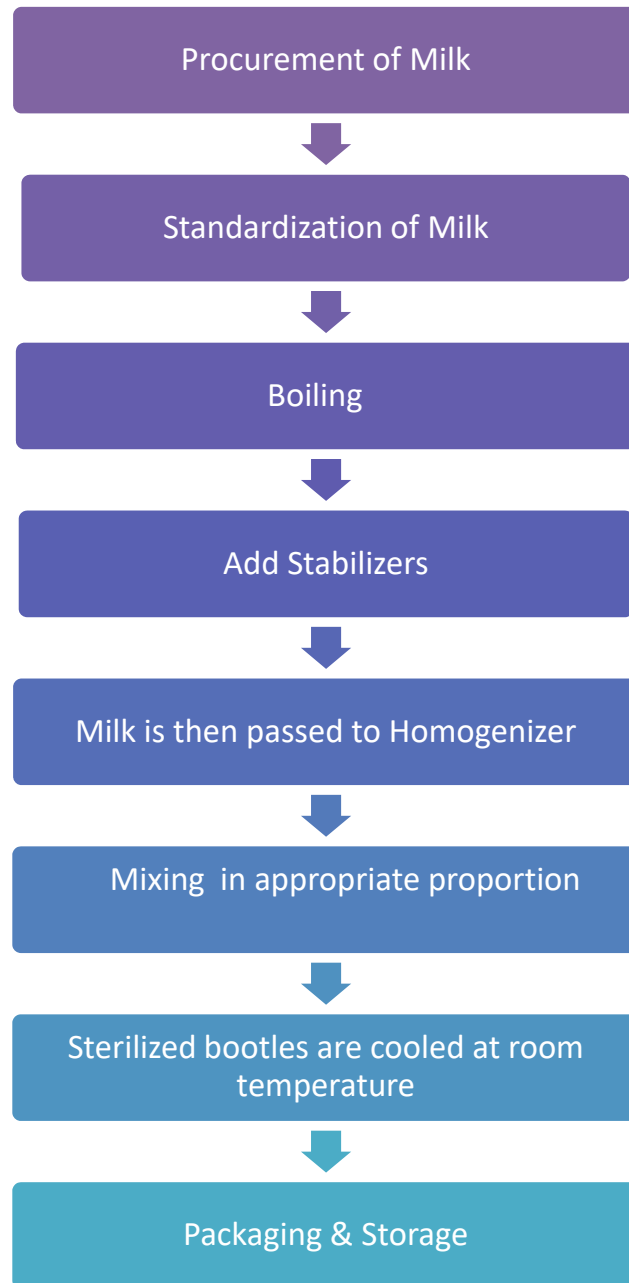 Procurement of Milk
Standardization of Milk
Boiling
Add Stabilizers
Milk is then passed to Homogenizer
Mixing  in appropriate proportion
Sterilized bootles are cooled at room
temperature
Packaging & Storage